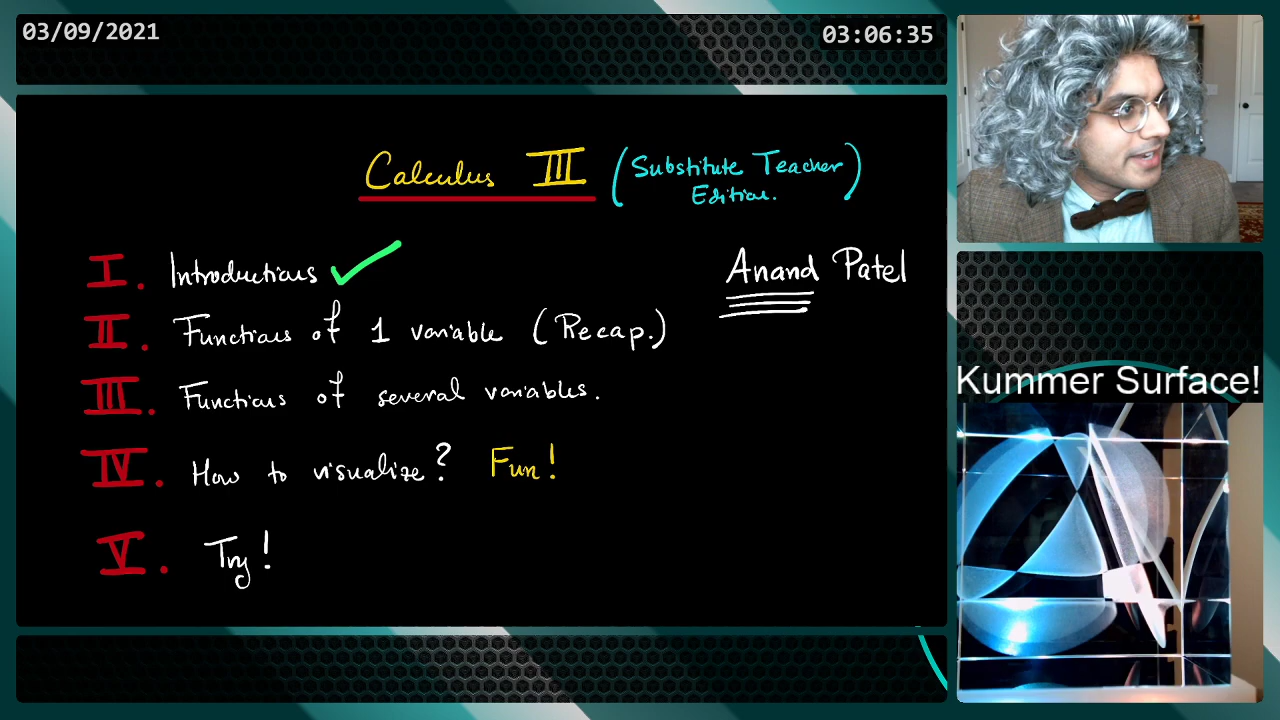 03/09/2021
03:06:35
Calculus III (Substitute Teacher
Edition.)
Anand Patel
I. Introductions
II. Functions of 1 variable (Recap.)
III. Functions of several variables.
IV. How to visualize? Fun!
V. Try!
Kummer Surface!